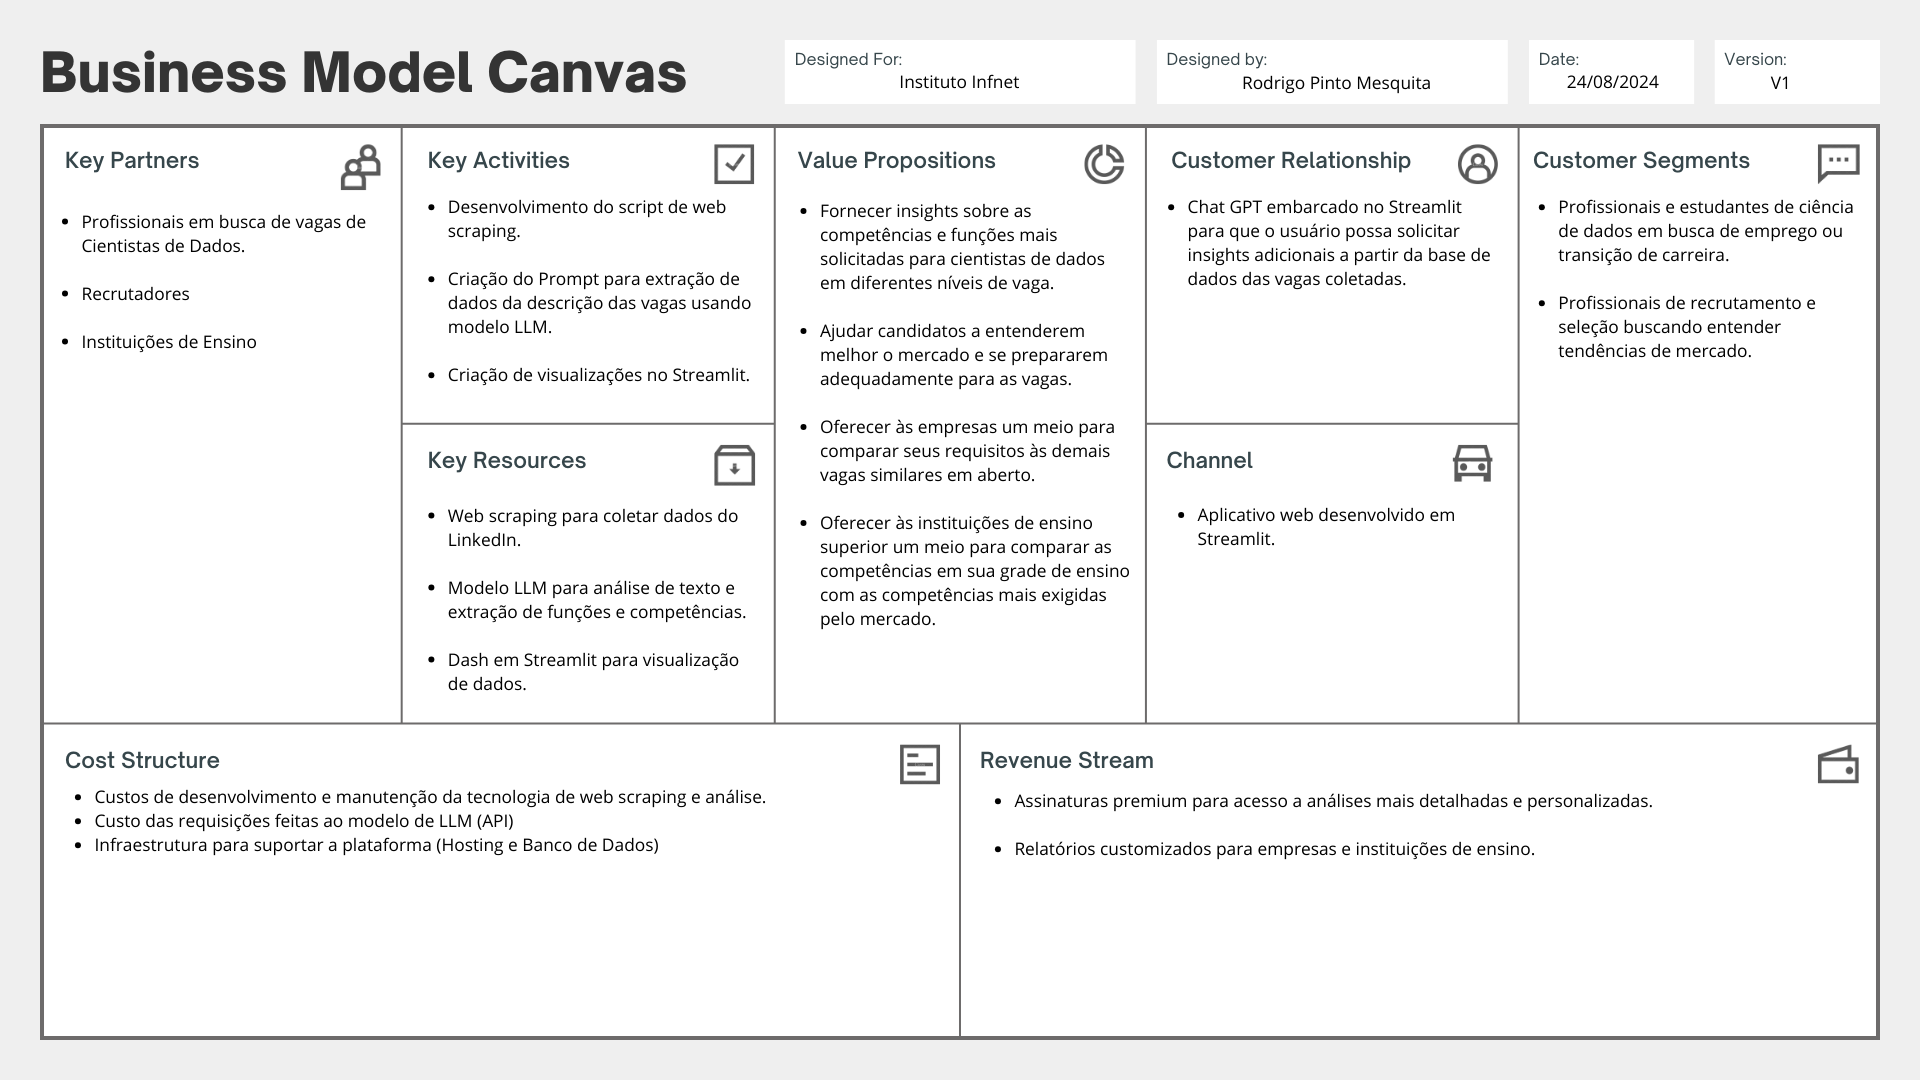 Business Model Canvas
Designed For:
Instituto Infnet
Designed by:
Rodrigo Pinto Mesquita
Date:
24/08/2024
Version:
V1
Key Partners
• Profissionais em busca de vagas de
Cientistas de Dados.
• Recrutadores
• Instituições de Ensino
Key Activities
• Desenvolvimento do script de web
scraping.
• Criação do Prompt para extração de
dados da descrição das vagas usando
modelo LLM.
• Criação de visualizações no Streamlit.
Key Resources
• Web scraping para coletar dados do
LinkedIn.
• Modelo LLM para análise de texto e
extração de funções e competências.
• Dash em Streamlit para visualização
de dados.
Value Propositions
• Fornecer insights sobre as
competências e funções mais
solicitadas para cientistas de dados
em diferentes níveis de vaga.
• Ajudar candidatos a entenderem
melhor o mercado e se prepararem
adequadamente para as vagas.
• Oferecer às empresas um meio para
comparar seus requisitos às demais
vagas similares em aberto.
• Oferecer às instituições de ensino
superior um meio para comparar as
competências em sua grade de ensino
com as competências mais exigidas
pelo mercado.
Customer Relationship
• Chat GPT embarcado no Streamlit
para que o usuário possa solicitar
insights adicionais a partir da base de
dados das vagas coletadas.
Channel
• Aplicativo web desenvolvido em
Streamlit.
Customer Segments
• Profissionais e estudantes de ciência
de dados em busca de emprego ou
transição de carreira.
• Profissionais de recrutamento e
seleção buscando entender
tendências de mercado.
Cost Structure
• Custos de desenvolvimento e manutenção da tecnologia de web scraping e análise.
• Custo das requisições feitas ao modelo de LLM (API)
• Infraestrutura para suportar a plataforma (Hosting e Banco de Dados)
Revenue Stream
• Assinaturas premium para acesso a análises mais detalhadas e personalizadas.
• Relatórios customizados para empresas e instituições de ensino.